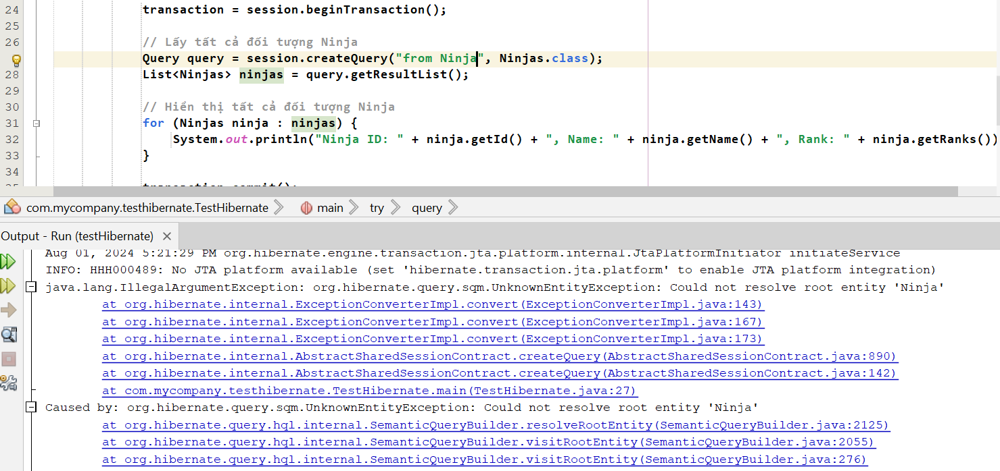 24 transaction = session.beginTransaction();
25
26 // Lấy tất cả đối tượng Ninja
Query query = session.createQuery("from Ninja", Ninjas.class);
28 List<Ninjas> ninjas = query.getResultList();
29
30 // Hiển thị tất cả đối tượng Ninja
31 for (Ninjas ninja : ninjas) {
32 System.out.println("Ninja ID: " + ninja.getId() + ", Name: " + ninja.getName() + ", Rank: " + ninja.getRanks())
33 }
34
transaction.commit();
com.mycompany.testhibernate.TestHibernate main try query
Output - Run (testHibernate)
Aug 01, 2024 5:21:29 PM org.hibernate.engine.transaction.jta.platform.internal.JtaPlatformInitiator initiateService
INFO: HHH000489: No JTA platform available (set 'hibernate.transaction.jta.platform' to enable JTA platform integration)
java.lang.IllegalArgumentException: org.hibernate.query.sqm.UnknownEntityException: Could not resolve root entity 'Ninja'
at org.hibernate.internal.ExceptionConverterImpl.convert(ExceptionConverterImpl.java:143)
at org.hibernate.internal.ExceptionConverterImpl.convert(ExceptionConverterImpl.java:167)
at org.hibernate.internal.ExceptionConverterImpl.convert(ExceptionConverterImpl.java:173)
at org.hibernate.internal.AbstractSharedSessionContract.createQuery(AbstractSharedSessionContract.java:890)
at org.hibernate.internal.AbstractSharedSessionContract.createQuery(AbstractSharedSessionContract.java:142)
at com.mycompany.testhibernate.TestHibernate.main(TestHibernate.java:27)
Caused by: org.hibernate.query.sqm.UnknownEntityException: Could not resolve root entity 'Ninja'
at org.hibernate.query.hql.internal.SemanticQueryBuilder.resolveRootEntity(SemanticQueryBuilder.java:2125)
at org.hibernate.query.hql.internal.SemanticQueryBuilder.visitRootEntity(SemanticQueryBuilder.java:2055)
at org.hibernate.query.hql.internal.SemanticQueryBuilder.visitRootEntity(SemanticQueryBuilder.java:276)